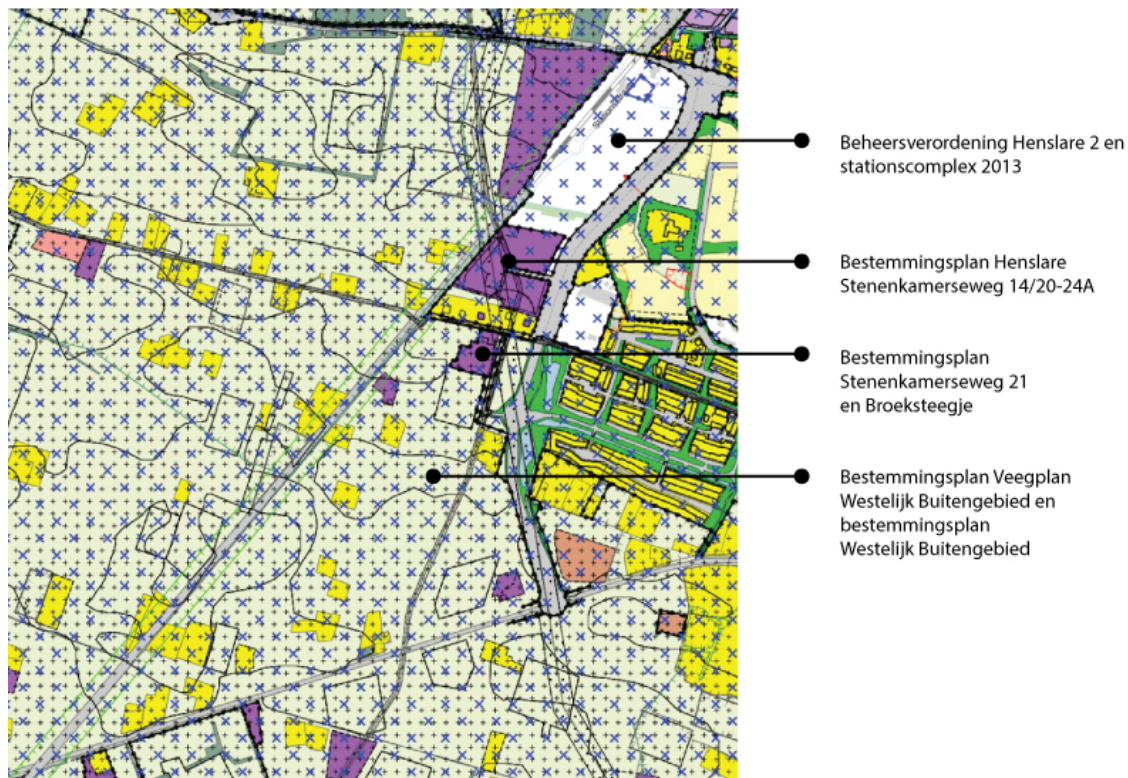 Beheersverordening Henslare 2 en
stationscomplex 2013
Bestemmingsplan Henslare
Stenenkamerseweg 14/20-24A
Bestemmingsplan
Stenenkamerseweg 21
en Broeksteegje
Bestemmingsplan Veegplan
Westelijk Buitengebied en
bestemmingsplan
Westelijk Buitengebied